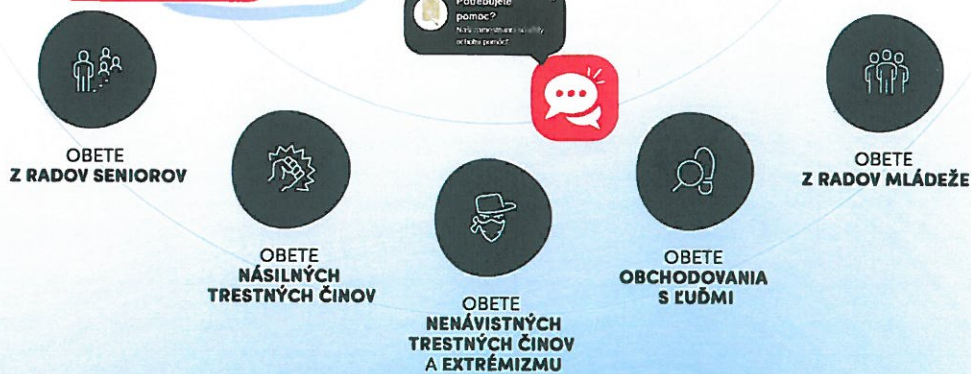 Potrebujete
pomoc?
OBETE
Z RADOV SENIOROV
OBETE
NÁSILNÝCH
TRESTNÝCH ČINOV
OBETE
NENÁVISTNÝCH
TRESTNÝCH ČINOV
A EXTRÉMIZMU
OBETE
OBCHODOVANIA
S ĽUĎMI
OBETE
Z RADOV MLÁDEŽE